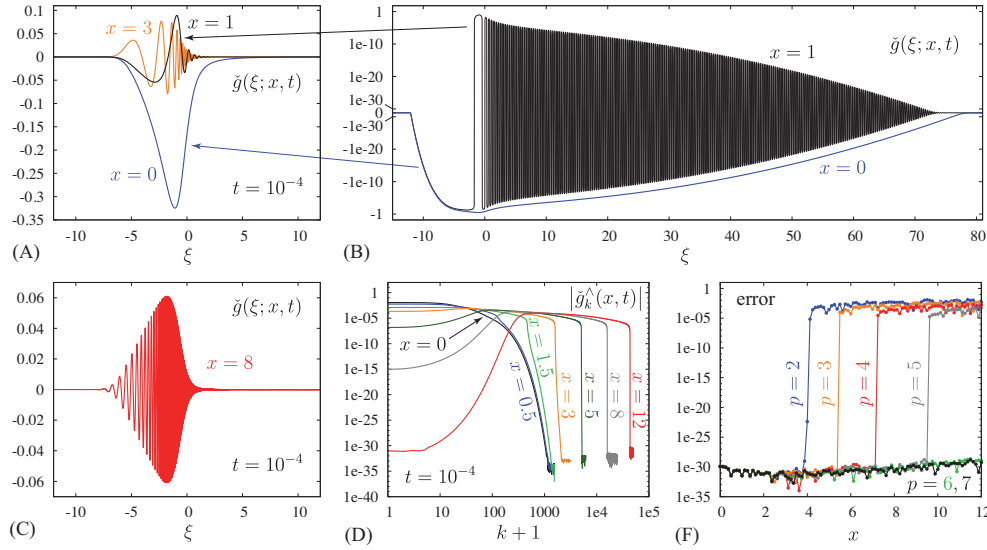 0.1
0.05
0
-0.05
-0.1
-0.15
-0.2
-0.25
-0.3
-0.35
x = 3
x = 1
ǧ(ξ; x, t)
x = 0
t = 10⁻⁴
-10 -5 0 5 10
(A) ξ
1
1e-10
1e-20
1e-30
0
-1e-30
-1e-20
-1e-10
-1
x = 1
ǧ(ξ; x, t)
x = 0
-10 0 10 20 30 40 50 60 70 80
(B) ξ
0.06
0.04
0.02
0
-0.02
-0.04
-0.06
ǧ(ξ; x, t)
x = 8
t = 10⁻⁴
-10 -5 0 5 10
(C) ξ
1
1e-05
1e-10
1e-15
1e-20
1e-25
1e-30
1e-35
1e-40
|ǧ^∧_k(x, t)|
x = 0
x = 0.5
x = 1.5
x = 3
x = 5
x = 8
x = 12
t = 10⁻⁴
1 10 100 1000 1e4 1e5
(D) k + 1
1
1e-05
1e-10
1e-15
1e-20
1e-25
1e-30
1e-35
error
p = 2
p = 3
p = 4
p = 5
p = 6, 7
0 2 4 6 8 10 12
(F) x